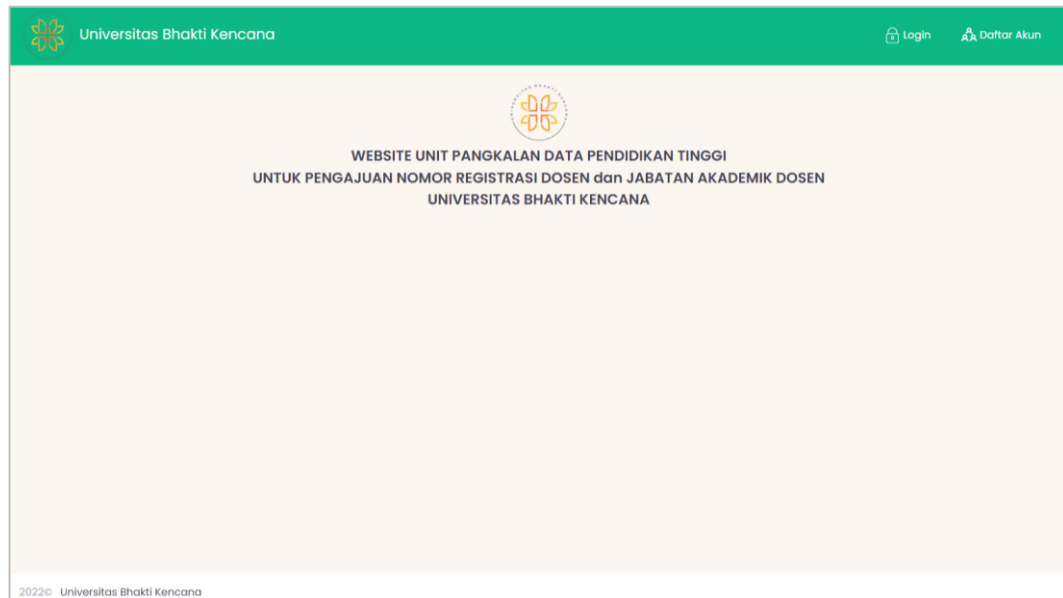 Universitas Bhakti Kencana
Login
Daftar Akun
WEBSITE UNIT PANGKALAN DATA PENDIDIKAN TINGGI
UNTUK PENGAJUAN NOMOR REGISTRASI DOSEN dan JABATAN AKADEMIK DOSEN
UNIVERSITAS BHAKTI KENCANA
2022© Universitas Bhakti Kencana